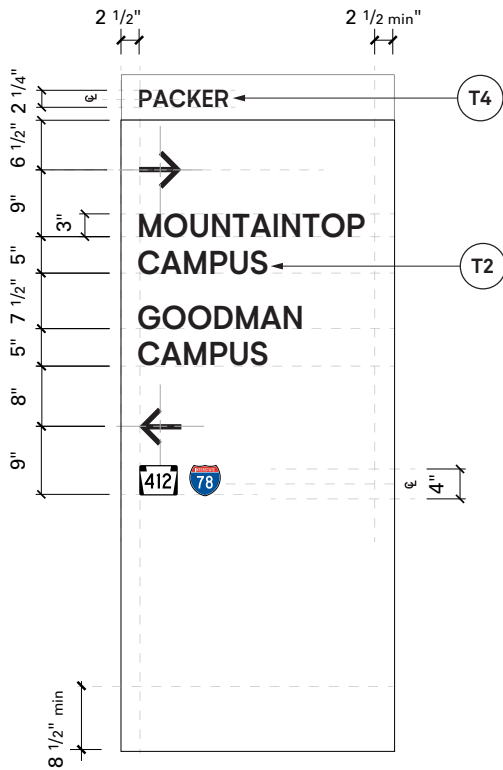 2 1/2"
2 1/2 min"
2 1/4"
℄
PACKER
T4
6 1/2"
9"
3"
MOUNTAINTOP
5"
CAMPUS
T2
7 1/2"
GOODMAN
5"
CAMPUS
8"
9"
412
INTERSTATE
78
℄
4"
8 1/2" min